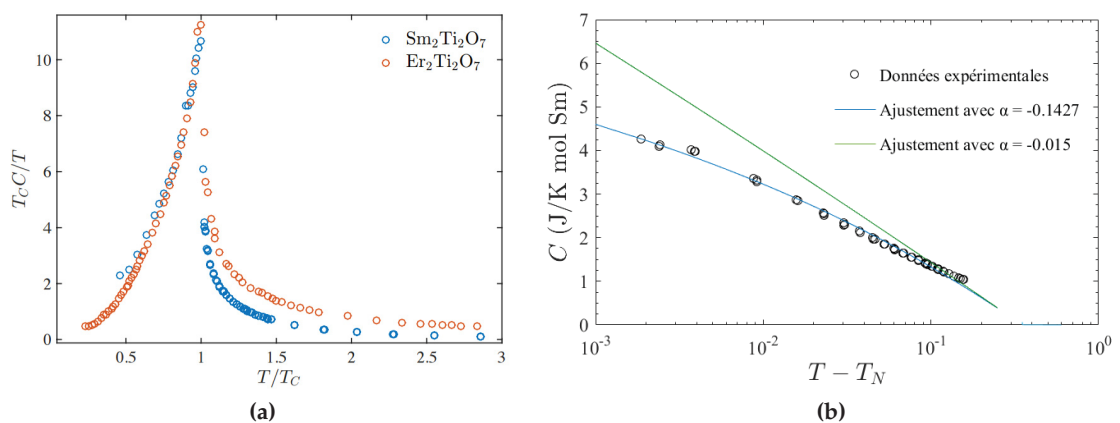 10
8
6
4
2
0
T_C C/T
Sm₂Ti₂O₇
Er₂Ti₂O₇
0.5
1
1.5
2
2.5
3
T/T_C
(a)
7
6
5
4
3
2
1
0
C (J/K mol Sm)
Données expérimentales
Ajustement avec α = -0.1427
Ajustement avec α = -0.015
10⁻³
10⁻²
10⁻¹
10⁰
T − T_N
(b)